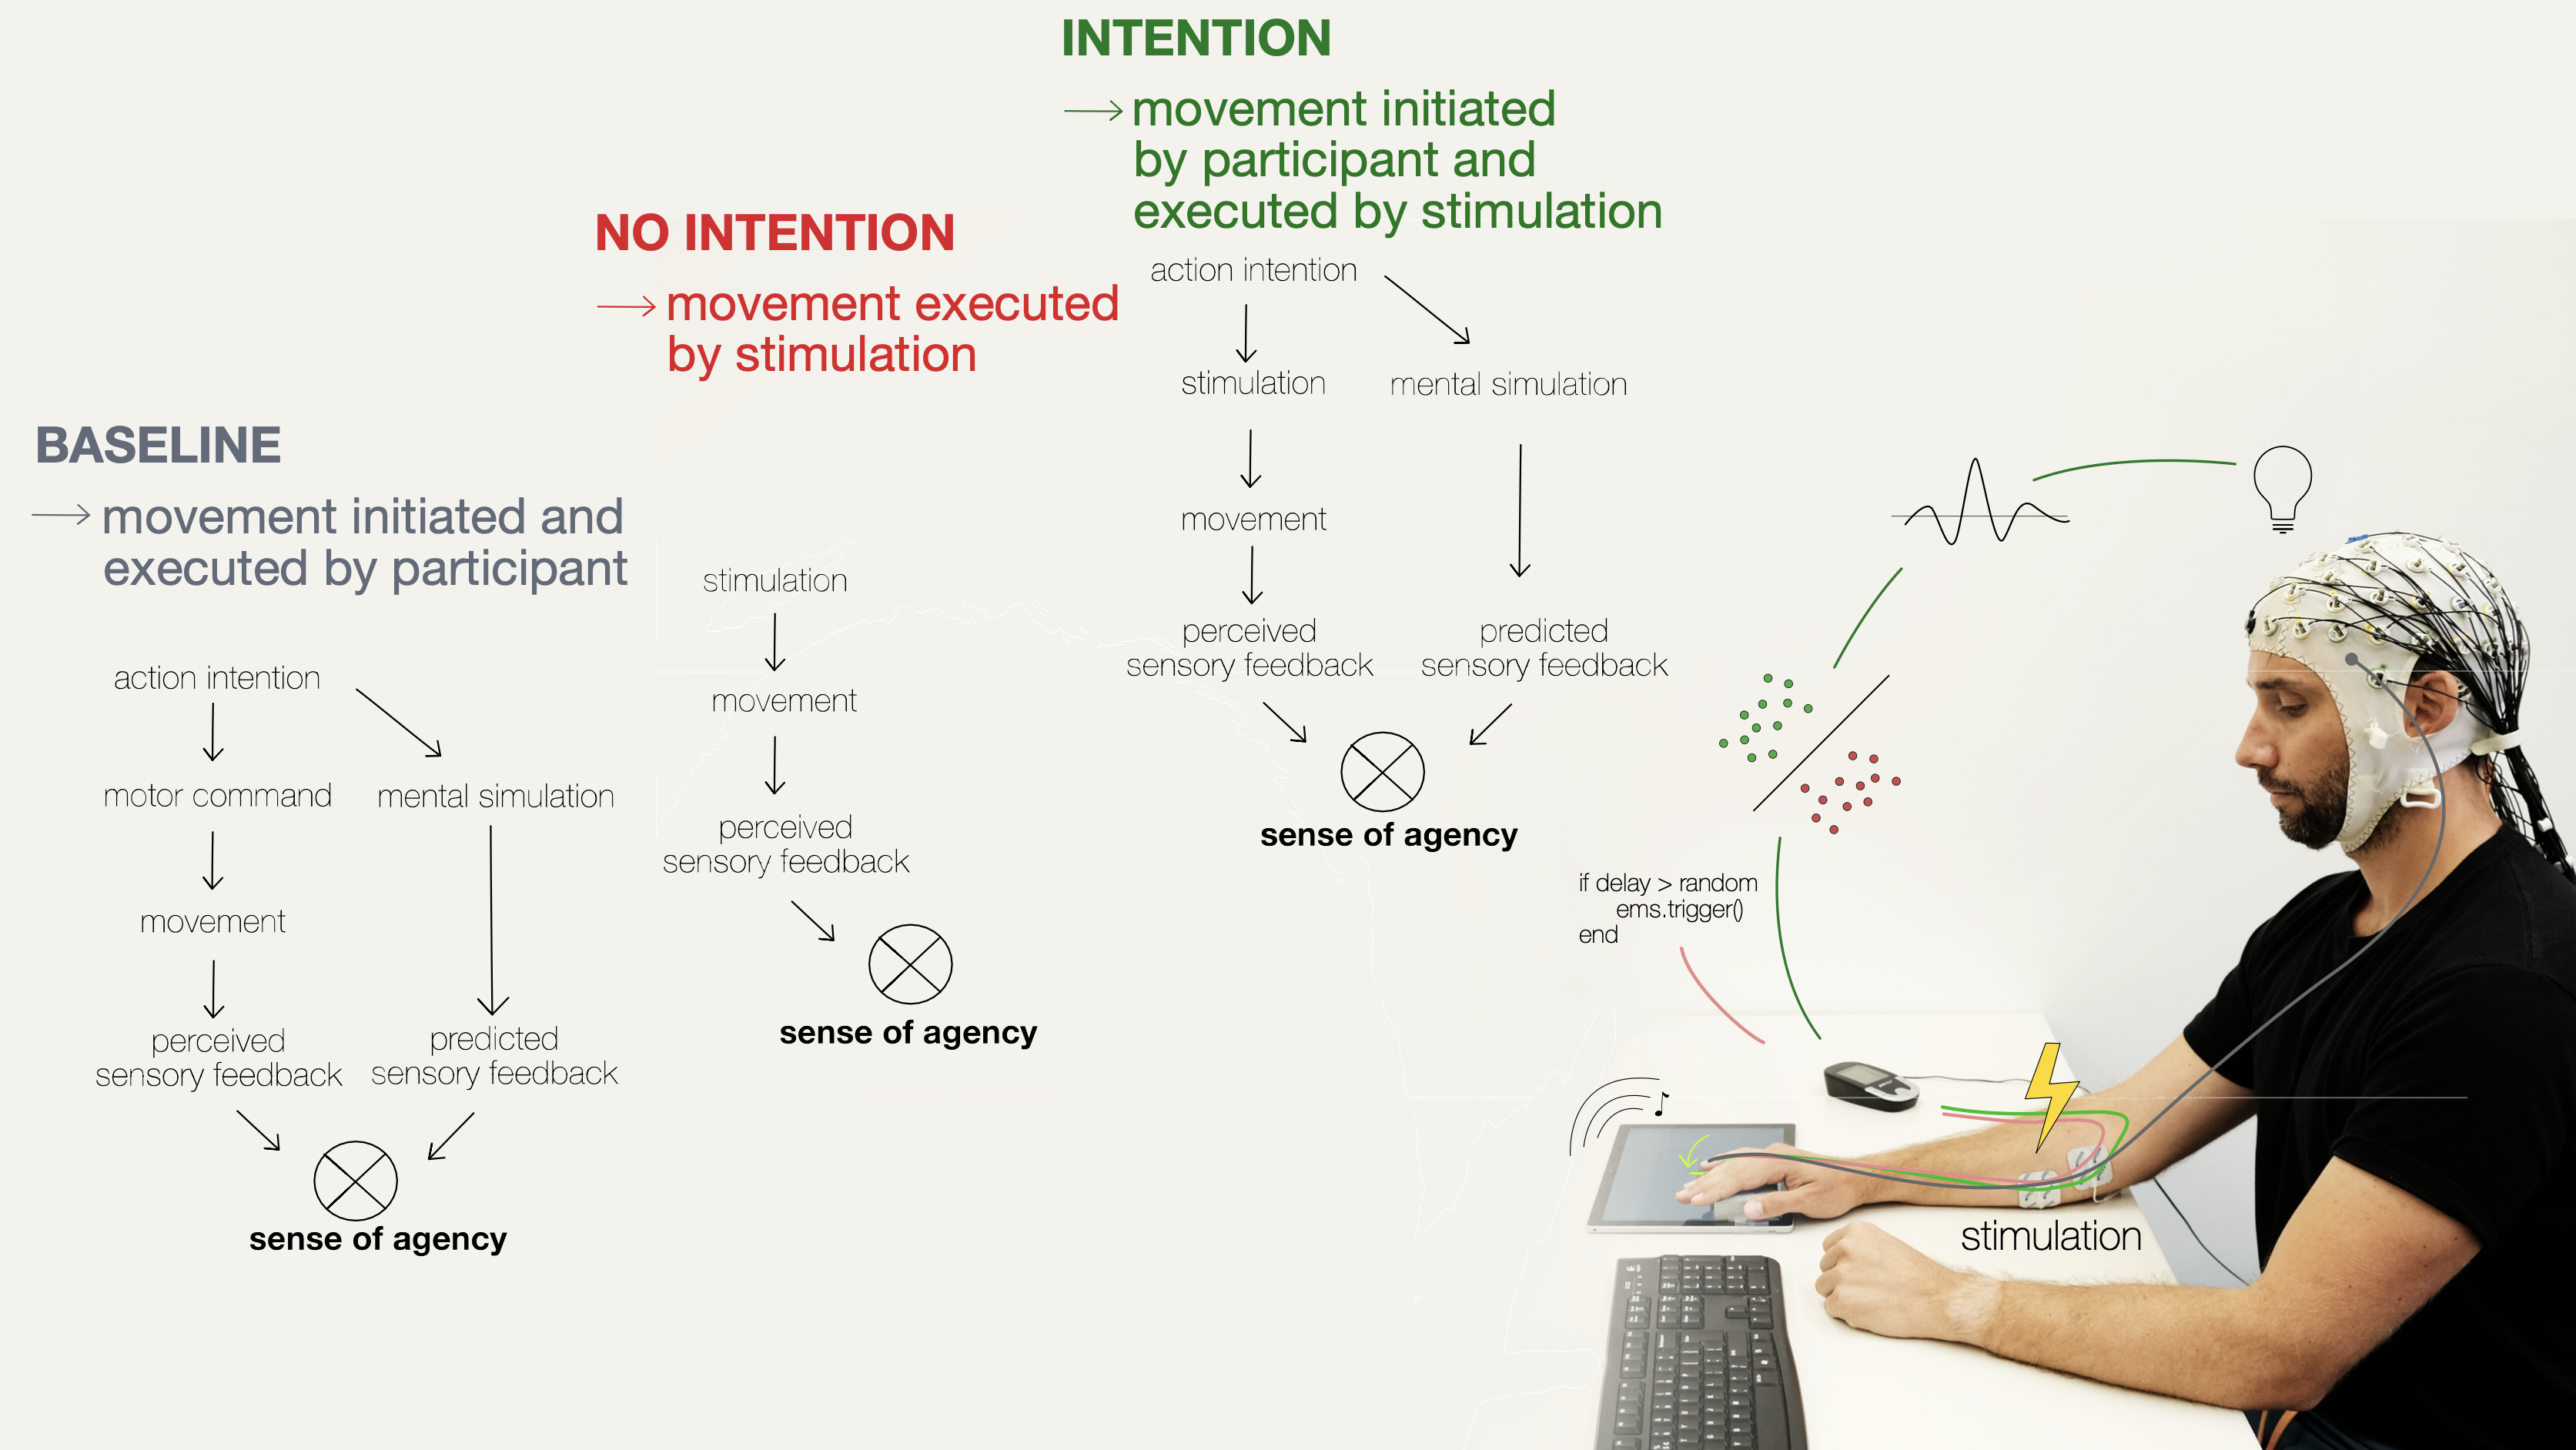 INTENTION
movement initiated
by participant and
executed by stimulation
action intention
stimulation
mental simulation
movement
perceived
sensory feedback
predicted
sensory feedback
sense of agency
NO INTENTION
movement executed
by stimulation
stimulation
movement
perceived
sensory feedback
sense of agency
BASELINE
movement initiated and
executed by participant
action intention
motor command
mental simulation
movement
perceived
sensory feedback
predicted
sensory feedback
sense of agency
if delay > random
ems.trigger()
end
stimulation